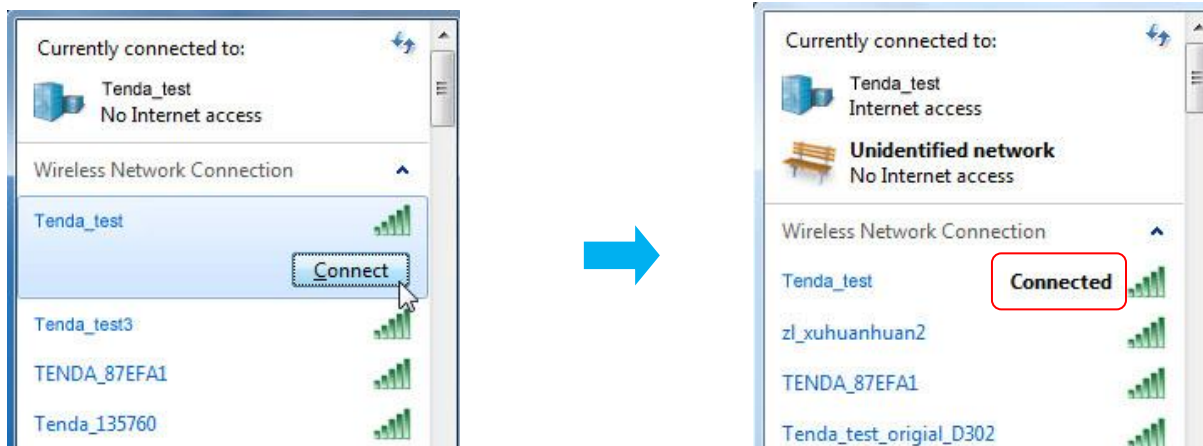 Currently connected to:
Tenda_test
No Internet access
Wireless Network Connection
Tenda_test
Connect
Tenda_test3
TENDA_87EFA1
Tenda_135760
Currently connected to:
Tenda_test
Internet access
Unidentified network
No Internet access
Wireless Network Connection
Tenda_test Connected
zl_xuhuanhuan2
TENDA_87EFA1
Tenda_test_origial_D302